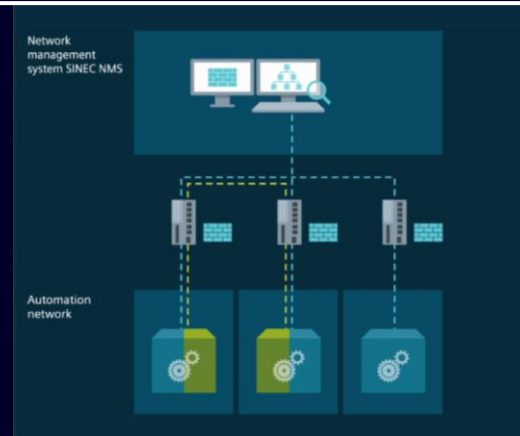 Network
management
system SINEC NMS
Automation
network